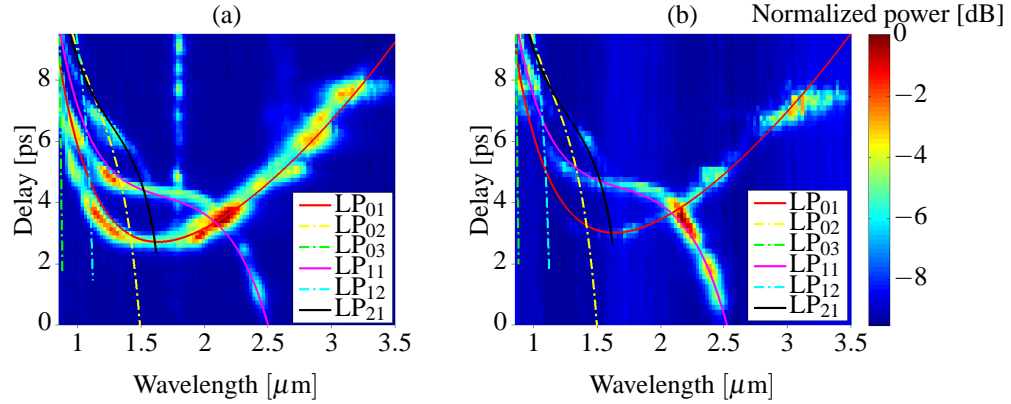 (a)
(b)
Normalized power [dB]
8
6
4
2
0
Delay [ps]
1
1.5
2
2.5
3
3.5
Wavelength [μm]
LP01
LP02
LP03
LP11
LP12
LP21
8
6
4
2
0
Delay [ps]
1
1.5
2
2.5
3
3.5
Wavelength [μm]
LP01
LP02
LP03
LP11
LP12
LP21
0
−2
−4
−6
−8